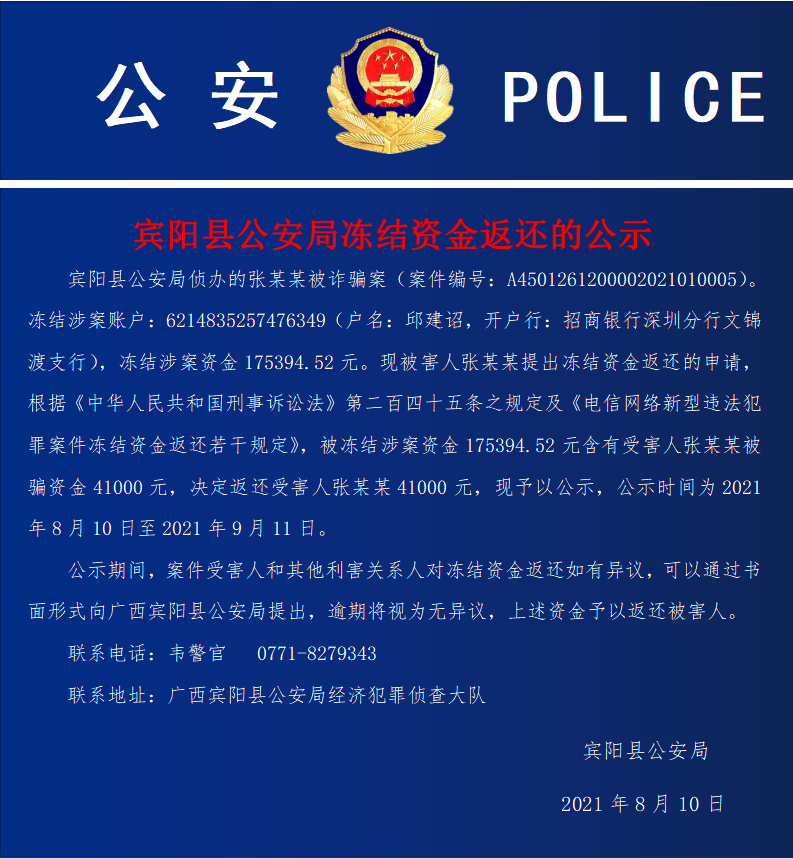 公安 POLICE
宾阳县公安局冻结资金返还的公示
宾阳县公安局侦办的张某某被诈骗案（案件编号：A4501261200002021010005）。
冻结涉案账户：6214835257476349（户名：邱建诏，开户行：招商银行深圳分行文锦
渡支行），冻结涉案资金 175394.52 元。现被害人张某某提出冻结资金返还的申请，
根据《中华人民共和国刑事诉讼法》第二百四十五条之规定及《电信网络新型违法犯
罪案件冻结资金返还若干规定》，被冻结涉案资金 175394.52 元含有受害人张某某被
骗资金 41000 元，决定返还受害人张某某 41000 元，现予以公示，公示时间为 2021
年 8 月 10 日至 2021 年 9 月 11 日。
公示期间，案件受害人和其他利害关系人对冻结资金返还如有异议，可以通过书
面形式向广西宾阳县公安局提出，逾期将视为无异议，上述资金予以返还被害人。
联系电话：韦警官 0771-8279343
联系地址：广西宾阳县公安局经济犯罪侦查大队
宾阳县公安局
2021 年 8 月 10 日